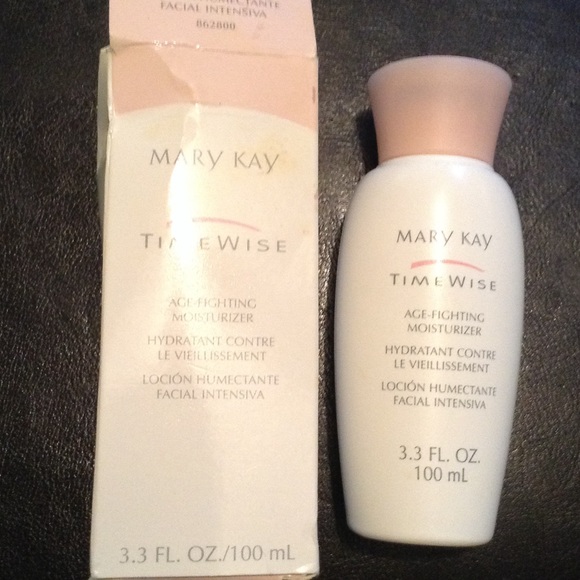 HUMECTANTE
FACIAL INTENSIVA
862800
MARY KAY
TIMEWISE
AGE-FIGHTING
MOISTURIZER
HYDRATANT CONTRE
LE VIEILLISSEMENT
LOCIÓN HUMECTANTE
FACIAL INTENSIVA
3.3 FL. OZ./100 mL
MARY KAY
TIMEWISE
AGE-FIGHTING
MOISTURIZER
HYDRATANT CONTRE
LE VIEILLISSEMENT
LOCIÓN HUMECTANTE
FACIAL INTENSIVA
3.3 FL. OZ.
100 mL